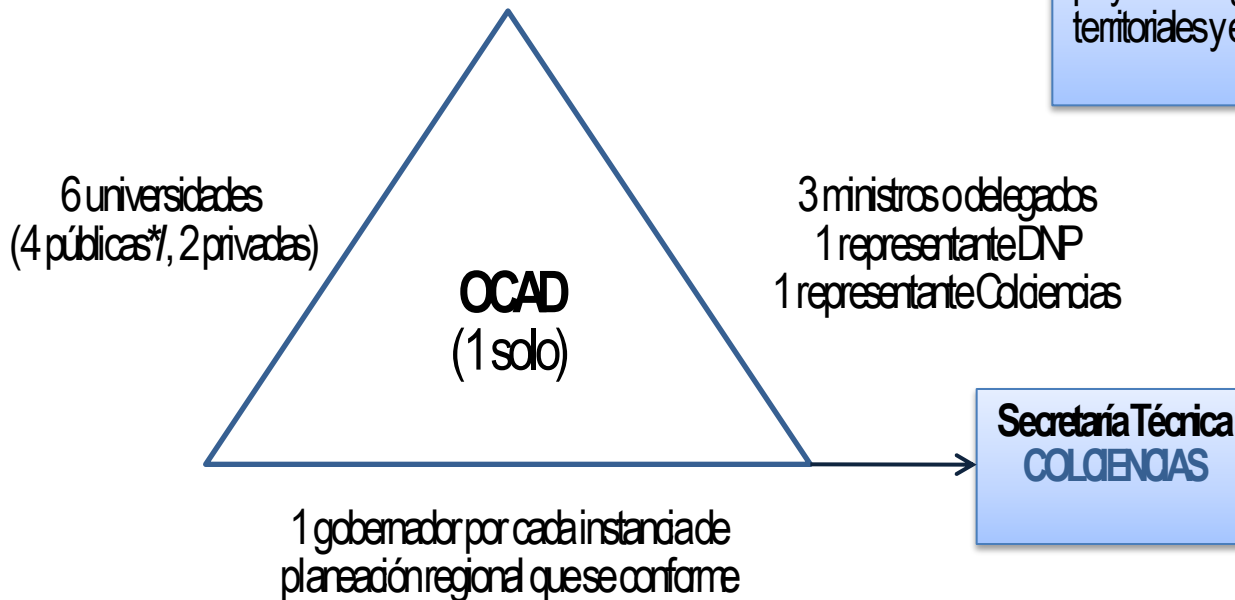 territoriales y e
6 universidades
(4 públicas*/, 2 privadas)
3 ministros o delegados
1 representante DNP
1 representante Colciencias
OCAD
(1 solo)
Secretaría Técnica
COLCIENCIAS
1 gobernador por cada instancia de
planeación regional que se conforme